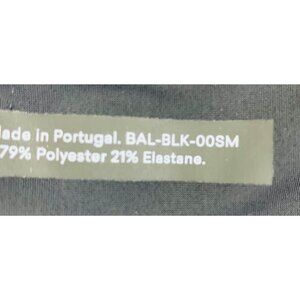 ade in Portugal. BAL-BLK-00SM
79% Polyester 21% Elastane.